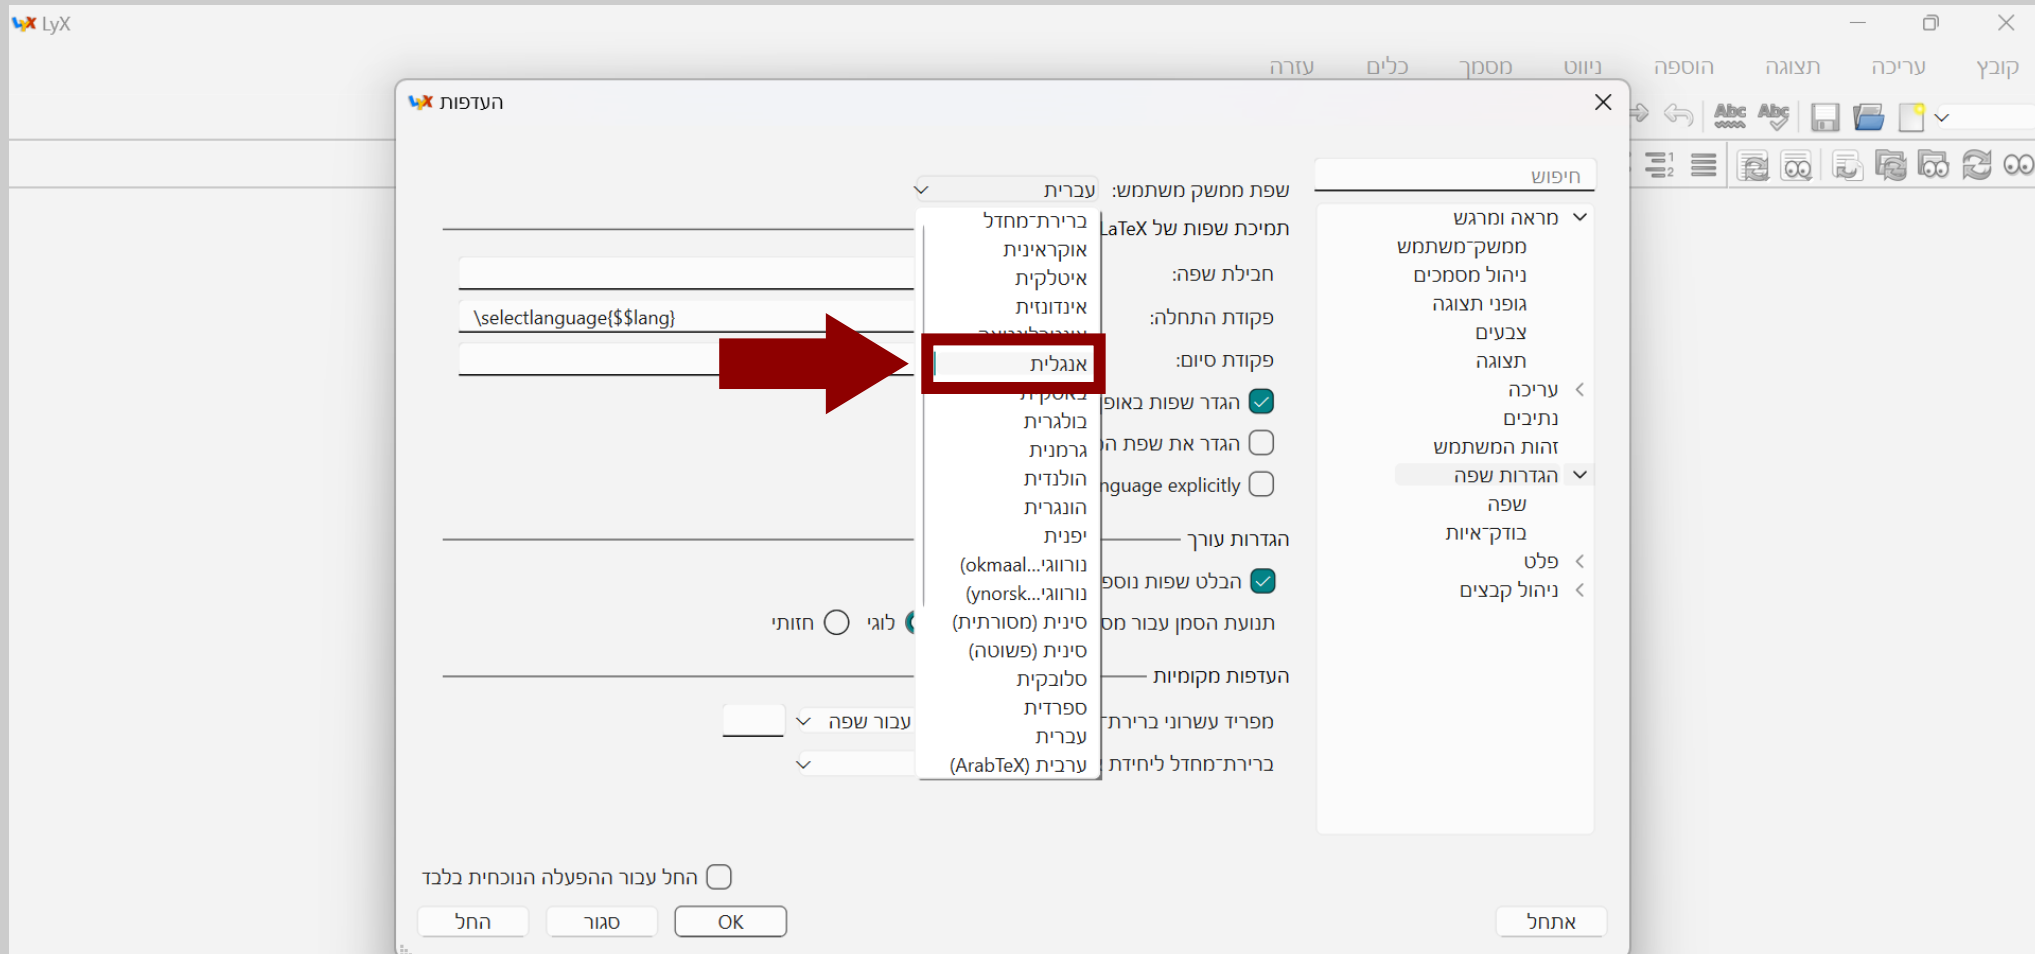 LyX
קובץ עריכה תצוגה הוספה ניווט מסמך כלים עזרה
העדפות
חיפוש
מראה ומרגש
ממשק־משתמש
ניהול מסמכים
גופני תצוגה
צבעים
תצוגה
עריכה
נתיבים
זהות המשתמש
הגדרות שפה
שפה
בודק־איות
פלט
ניהול קבצים
שפת ממשק משתמש: עברית
תמיכת שפות של LaTeX
חבילת שפה:
פקודת התחלה: \selectlanguage{$$lang}
פקודת סיום:
הגדר שפות באופ
הגדר את שפת
nguage explicitly
הגדרות עורך
הבלט שפות נוספ
תנועת הסמן עבור לוגי חזותי
העדפות מקומיות
מפריד עשרוני ברירת־ עבור שפה
ברירת־מחדל ליחידת
ברירת־מחדל
אוקראינית
איטלקית
אינדונזית
אנגלית
באסקית
בולגרית
גרמנית
הולנדית
הונגרית
יפנית
נורווגי...okmaal)
נורווגי...ynorsk)
סינית (מסורתית)
סינית (פשוטה)
סלובקית
ספרדית
עברית
ערבית (ArabTeX)
החל עבור ההפעלה הנוכחית בלבד
אתחל OK סגור החל